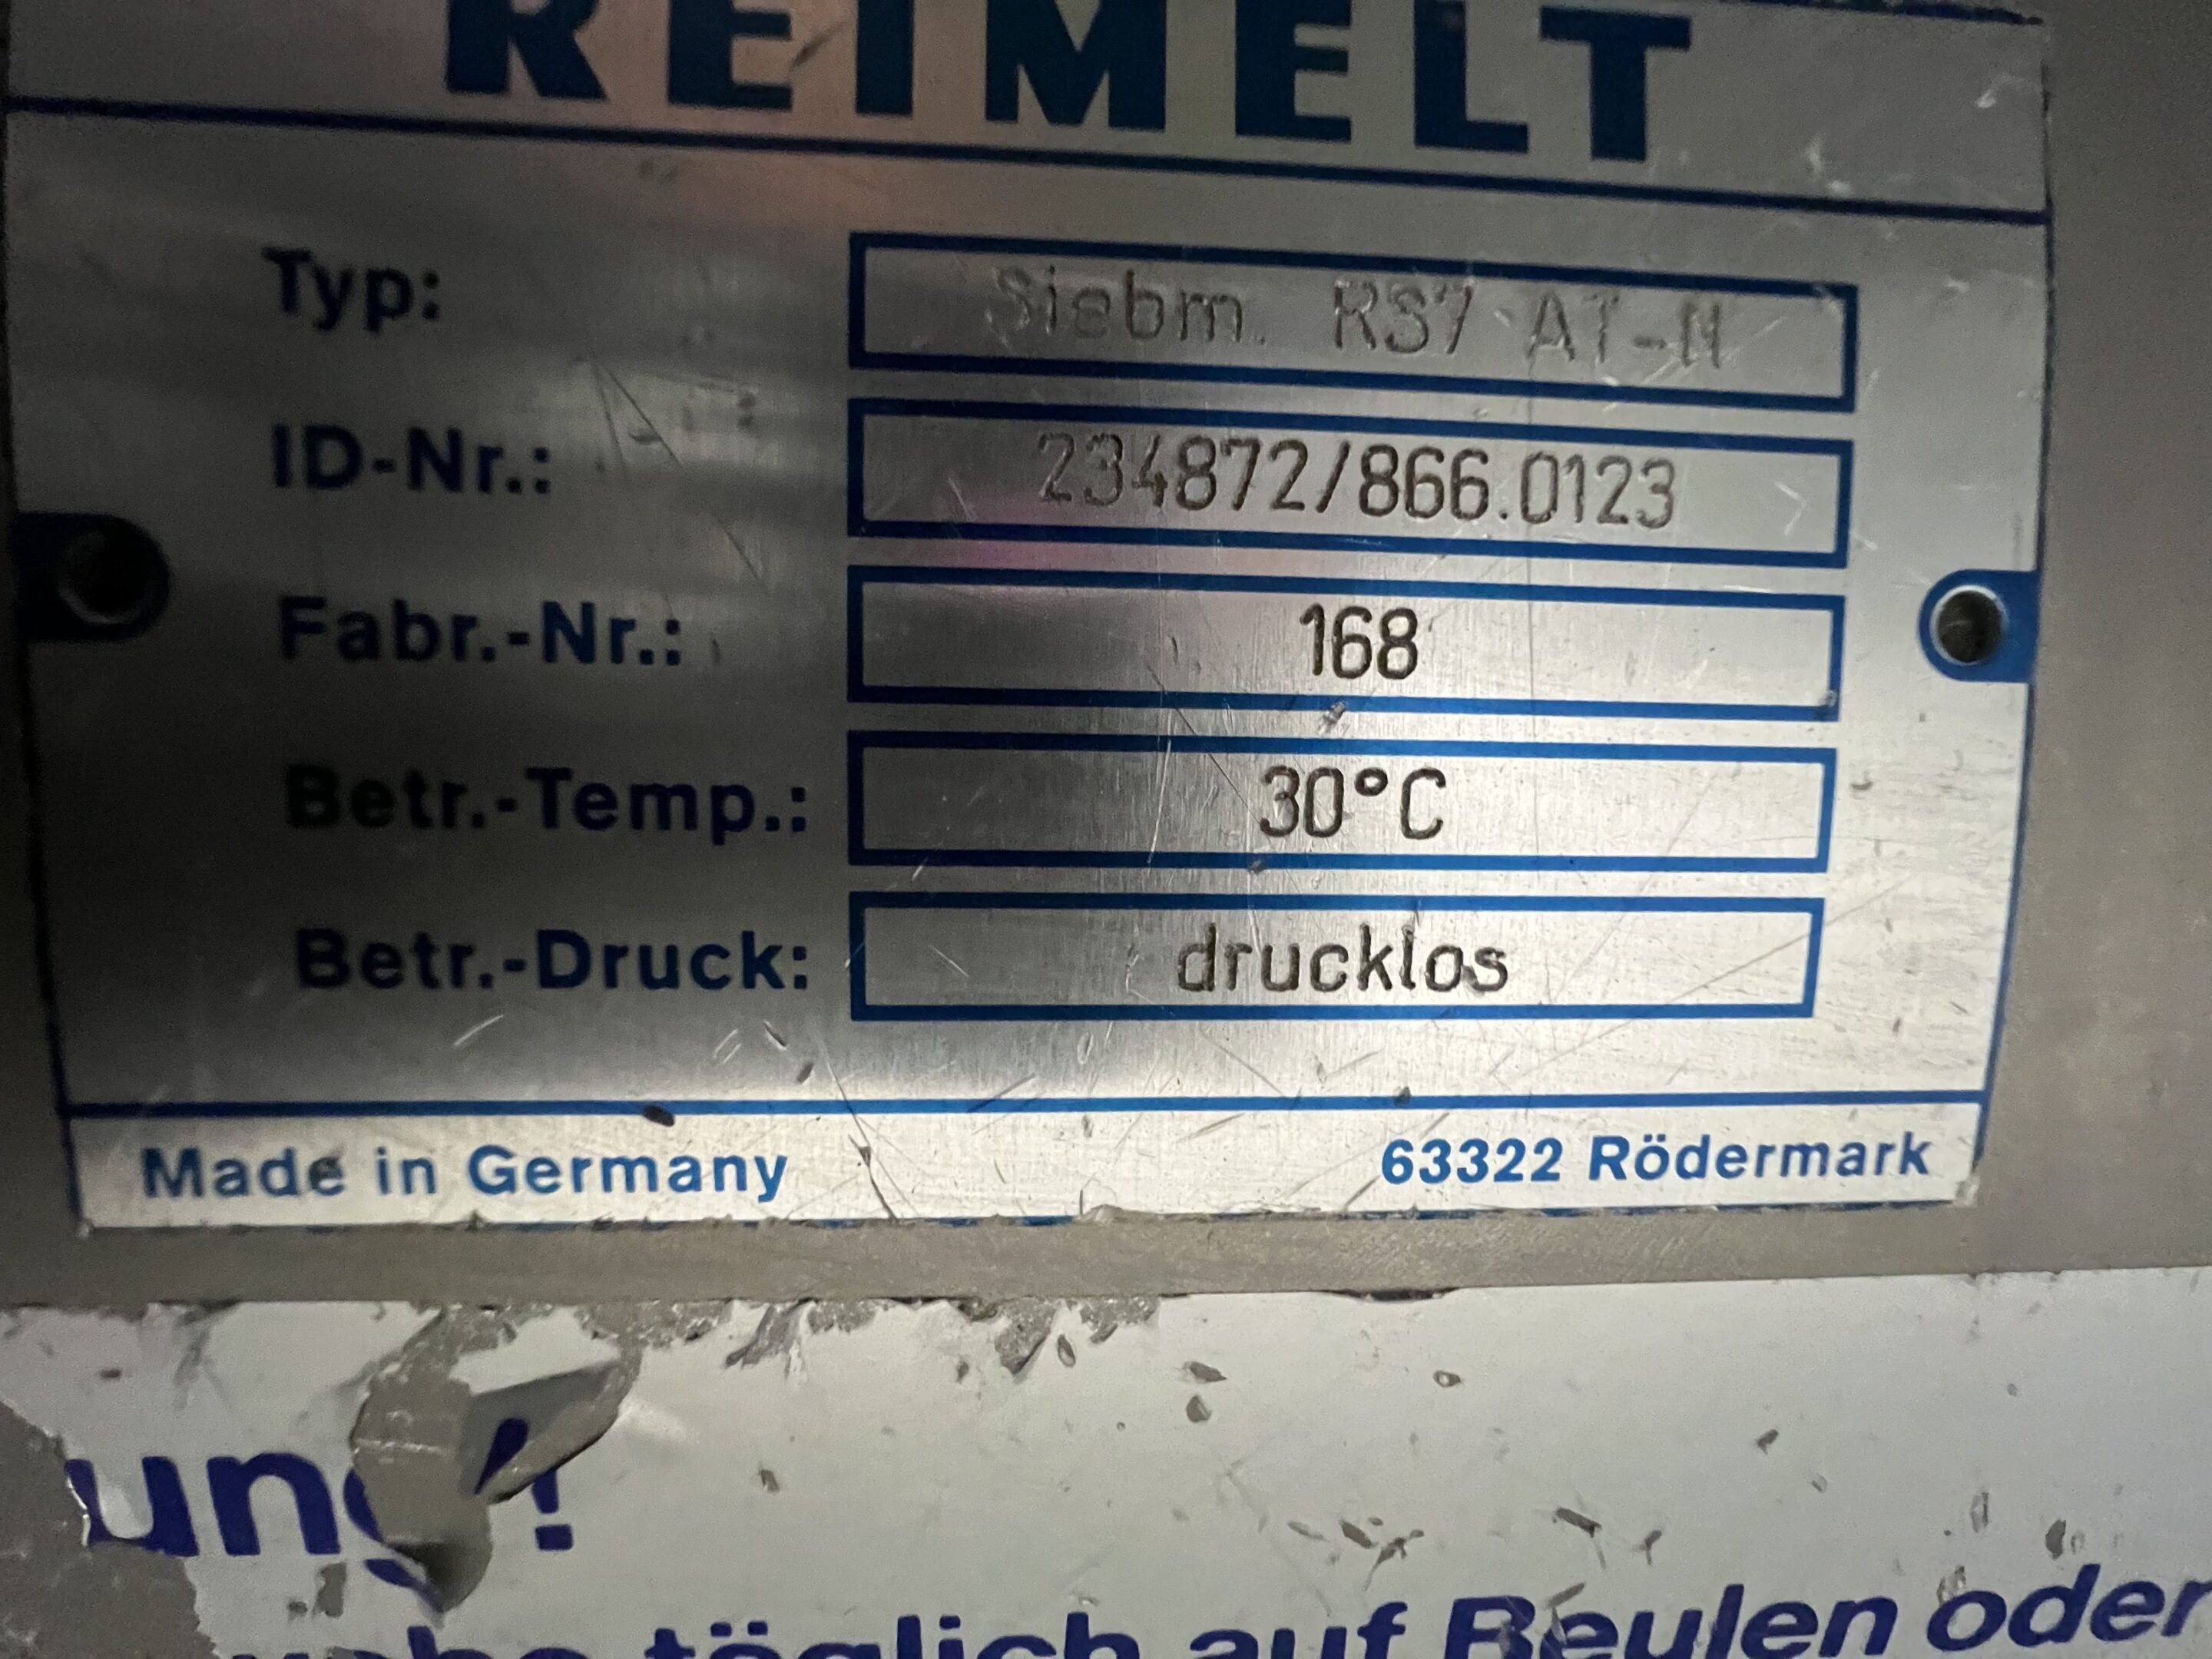 REIMELT
Typ: Siebm. RS7 AT-N
ID-Nr.: 234872/866.0123
Fabr.-Nr.: 168
Betr.-Temp.: 30°C
Betr.-Druck: drucklos
Made in Germany 63322 Rödermark
ung!
täglich auf Beulen oder